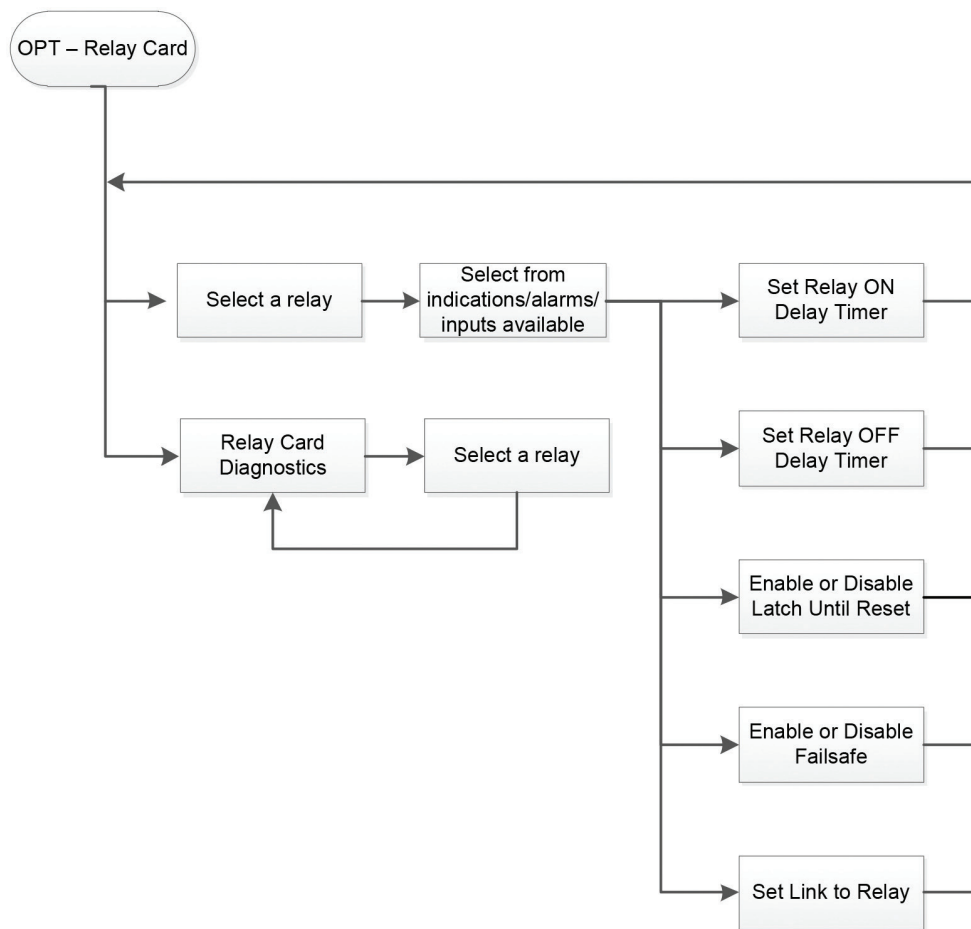 OPT – Relay Card
Select a relay
Select from
indications/alarms/
inputs available
Set Relay ON
Delay Timer
Relay Card
Diagnostics
Select a relay
Set Relay OFF
Delay Timer
Enable or Disable
Latch Until Reset
Enable or Disable
Failsafe
Set Link to Relay